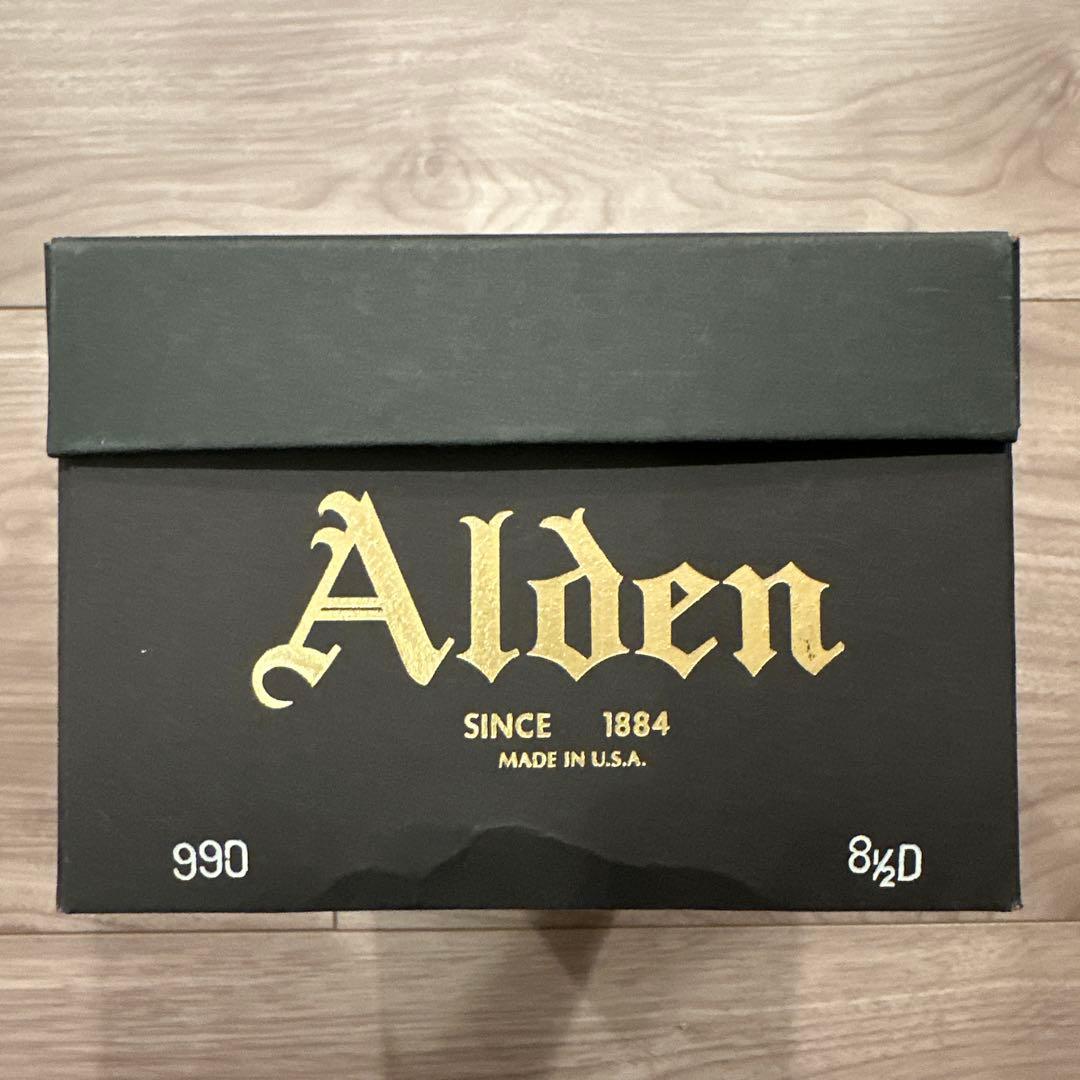 Alden
SINCE 1884
MADE IN U.S.A.
990 8½D